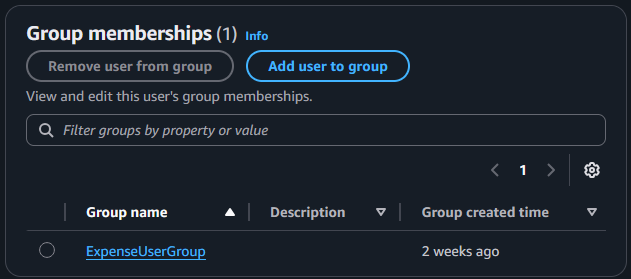 Group memberships (1) Info
Remove user from group Add user to group
View and edit this user's group memberships.
Filter groups by property or value
1
Group name Description Group created time
ExpenseUserGroup 2 weeks ago